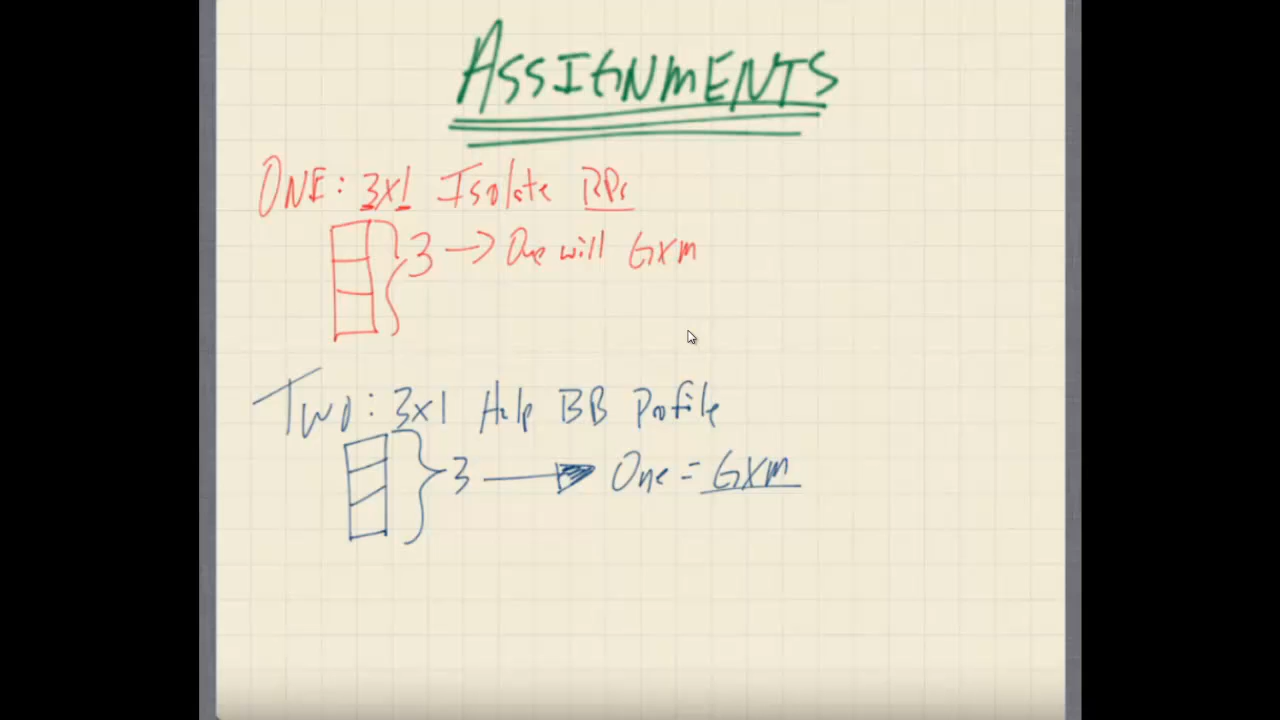 ASSIGNMENTS
ONE: 3x1 Isolate RPs
3 → One will GXM
TWO: 3x1 Help BB Profile
3 → One = GXM